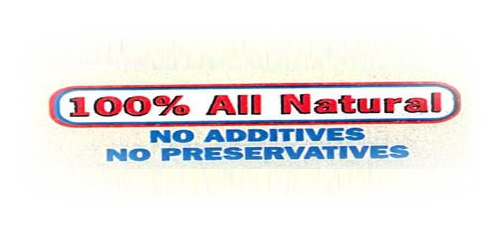 100% All Natural
NO ADDITIVES
NO PRESERVATIVES